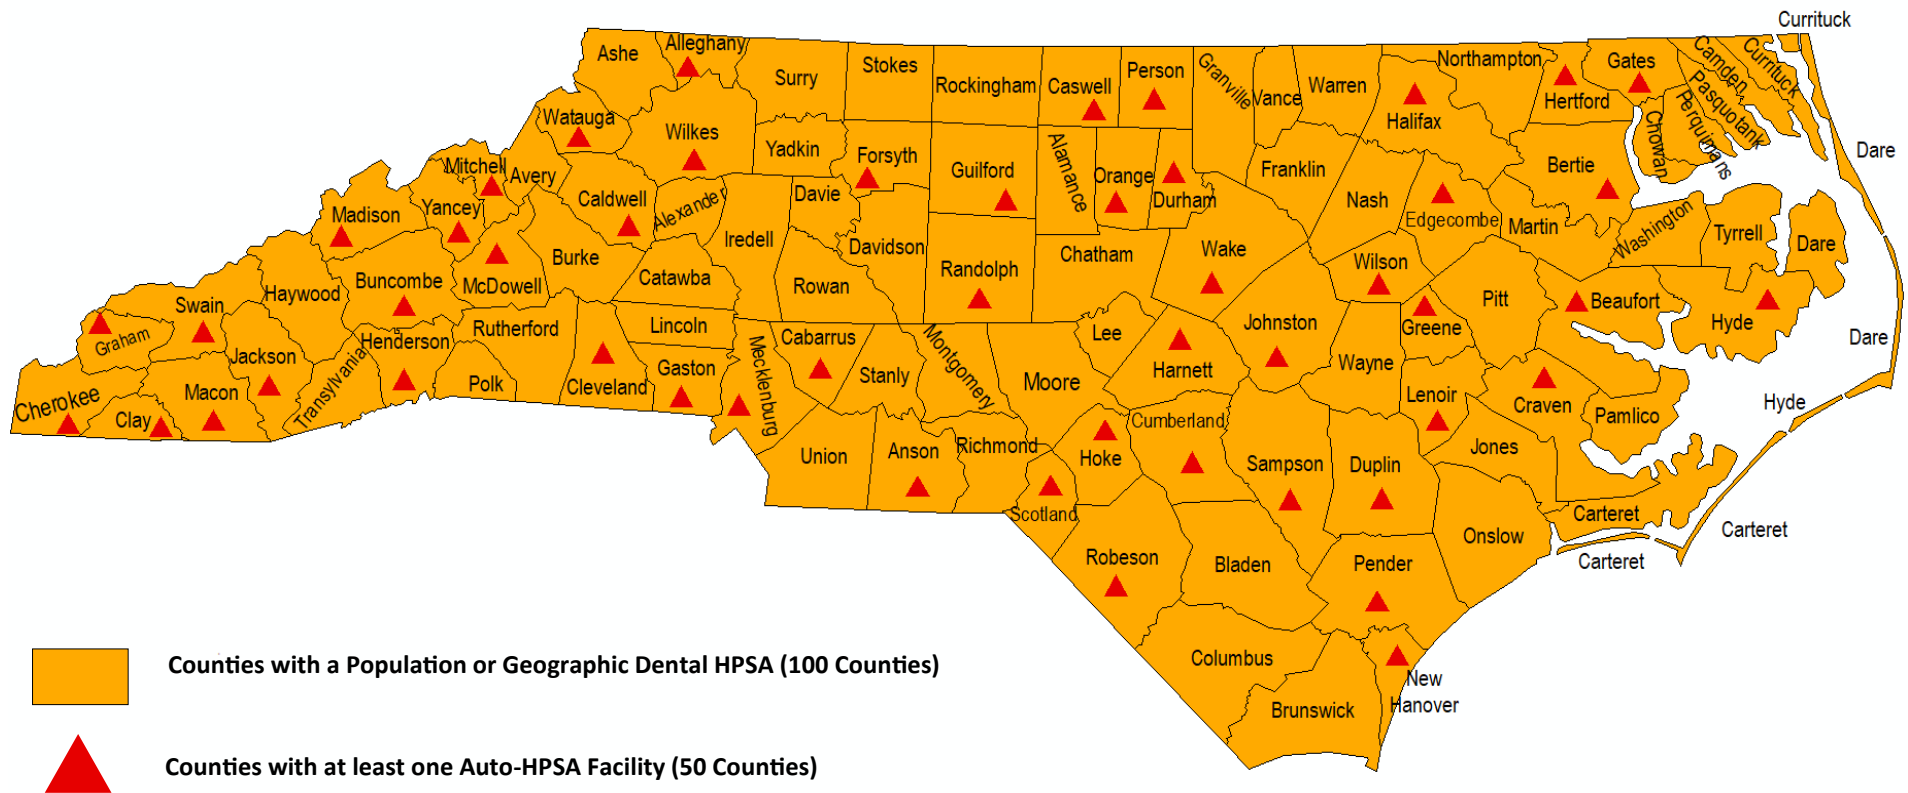 Currituck
Ashe
Alleghany
Surry
Stokes
Rockingham
Caswell
Person
Granville
Vance
Warren
Northampton
Halifax
Hertford
Gates
Camden
Currituck
Pasquotank
Perquimans
Chowan
Dare
Watauga
Wilkes
Yadkin
Forsyth
Guilford
Alamance
Orange
Durham
Franklin
Nash
Edgecombe
Bertie
Martin
Washington
Tyrrell
Dare
Mitchell
Avery
Caldwell
Alexander
Davie
Iredell
Davidson
Randolph
Chatham
Wake
Wilson
Madison
Yancey
McDowell
Burke
Catawba
Rowan
Buncombe
Haywood
Swain
Graham
Jackson
Henderson
Rutherford
Lincoln
Cabarrus
Mecklenburg
Gaston
Cleveland
Polk
Transylvania
Macon
Clay
Cherokee
Stanly
Montgomery
Moore
Lee
Harnett
Johnston
Wayne
Greene
Pitt
Beaufort
Hyde
Dare
Hyde
Lenoir
Craven
Pamlico
Jones
Union
Anson
Richmond
Hoke
Cumberland
Sampson
Duplin
Scotland
Robeson
Bladen
Pender
Onslow
Carteret
Carteret
Carteret
Columbus
Brunswick
New
Hanover
Counties with a Population or Geographic Dental HPSA (100 Counties)
Counties with at least one Auto-HPSA Facility (50 Counties)